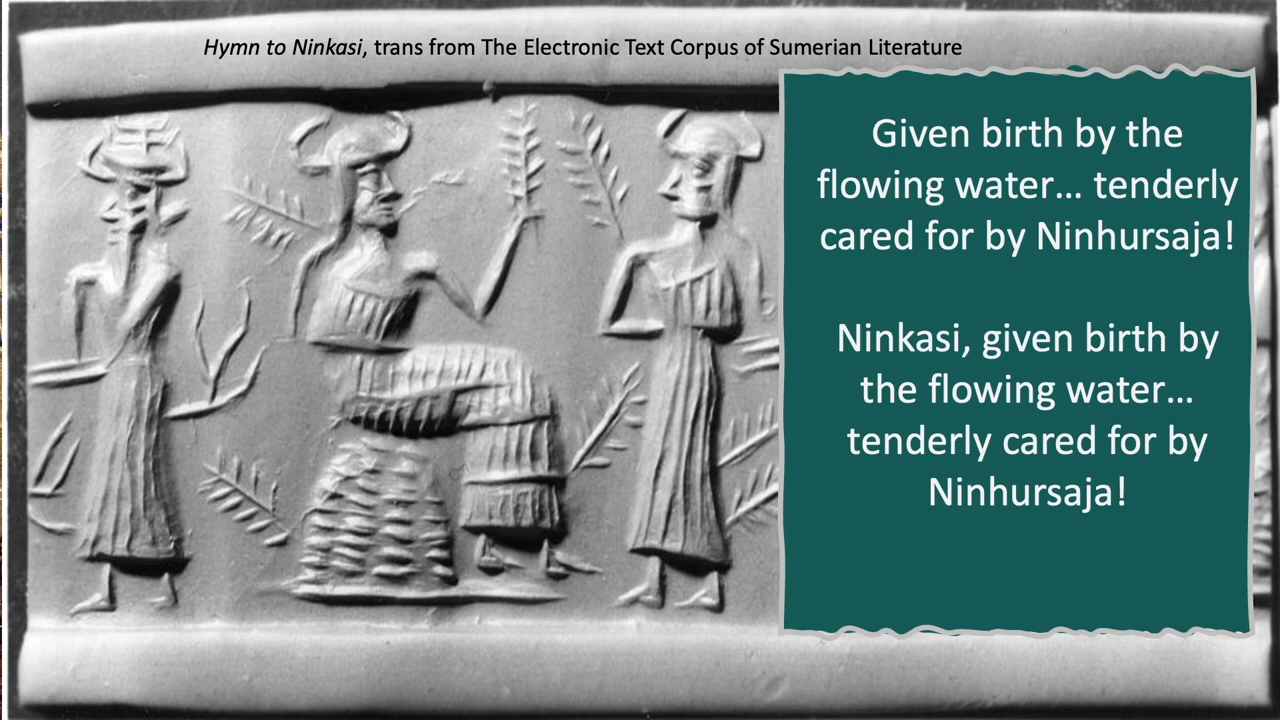 Hymn to Ninkasi, trans from The Electronic Text Corpus of Sumerian Literature
Given birth by the
flowing water… tenderly
cared for by Ninhursaja!
Ninkasi, given birth by
the flowing water…
tenderly cared for by
Ninhursaja!